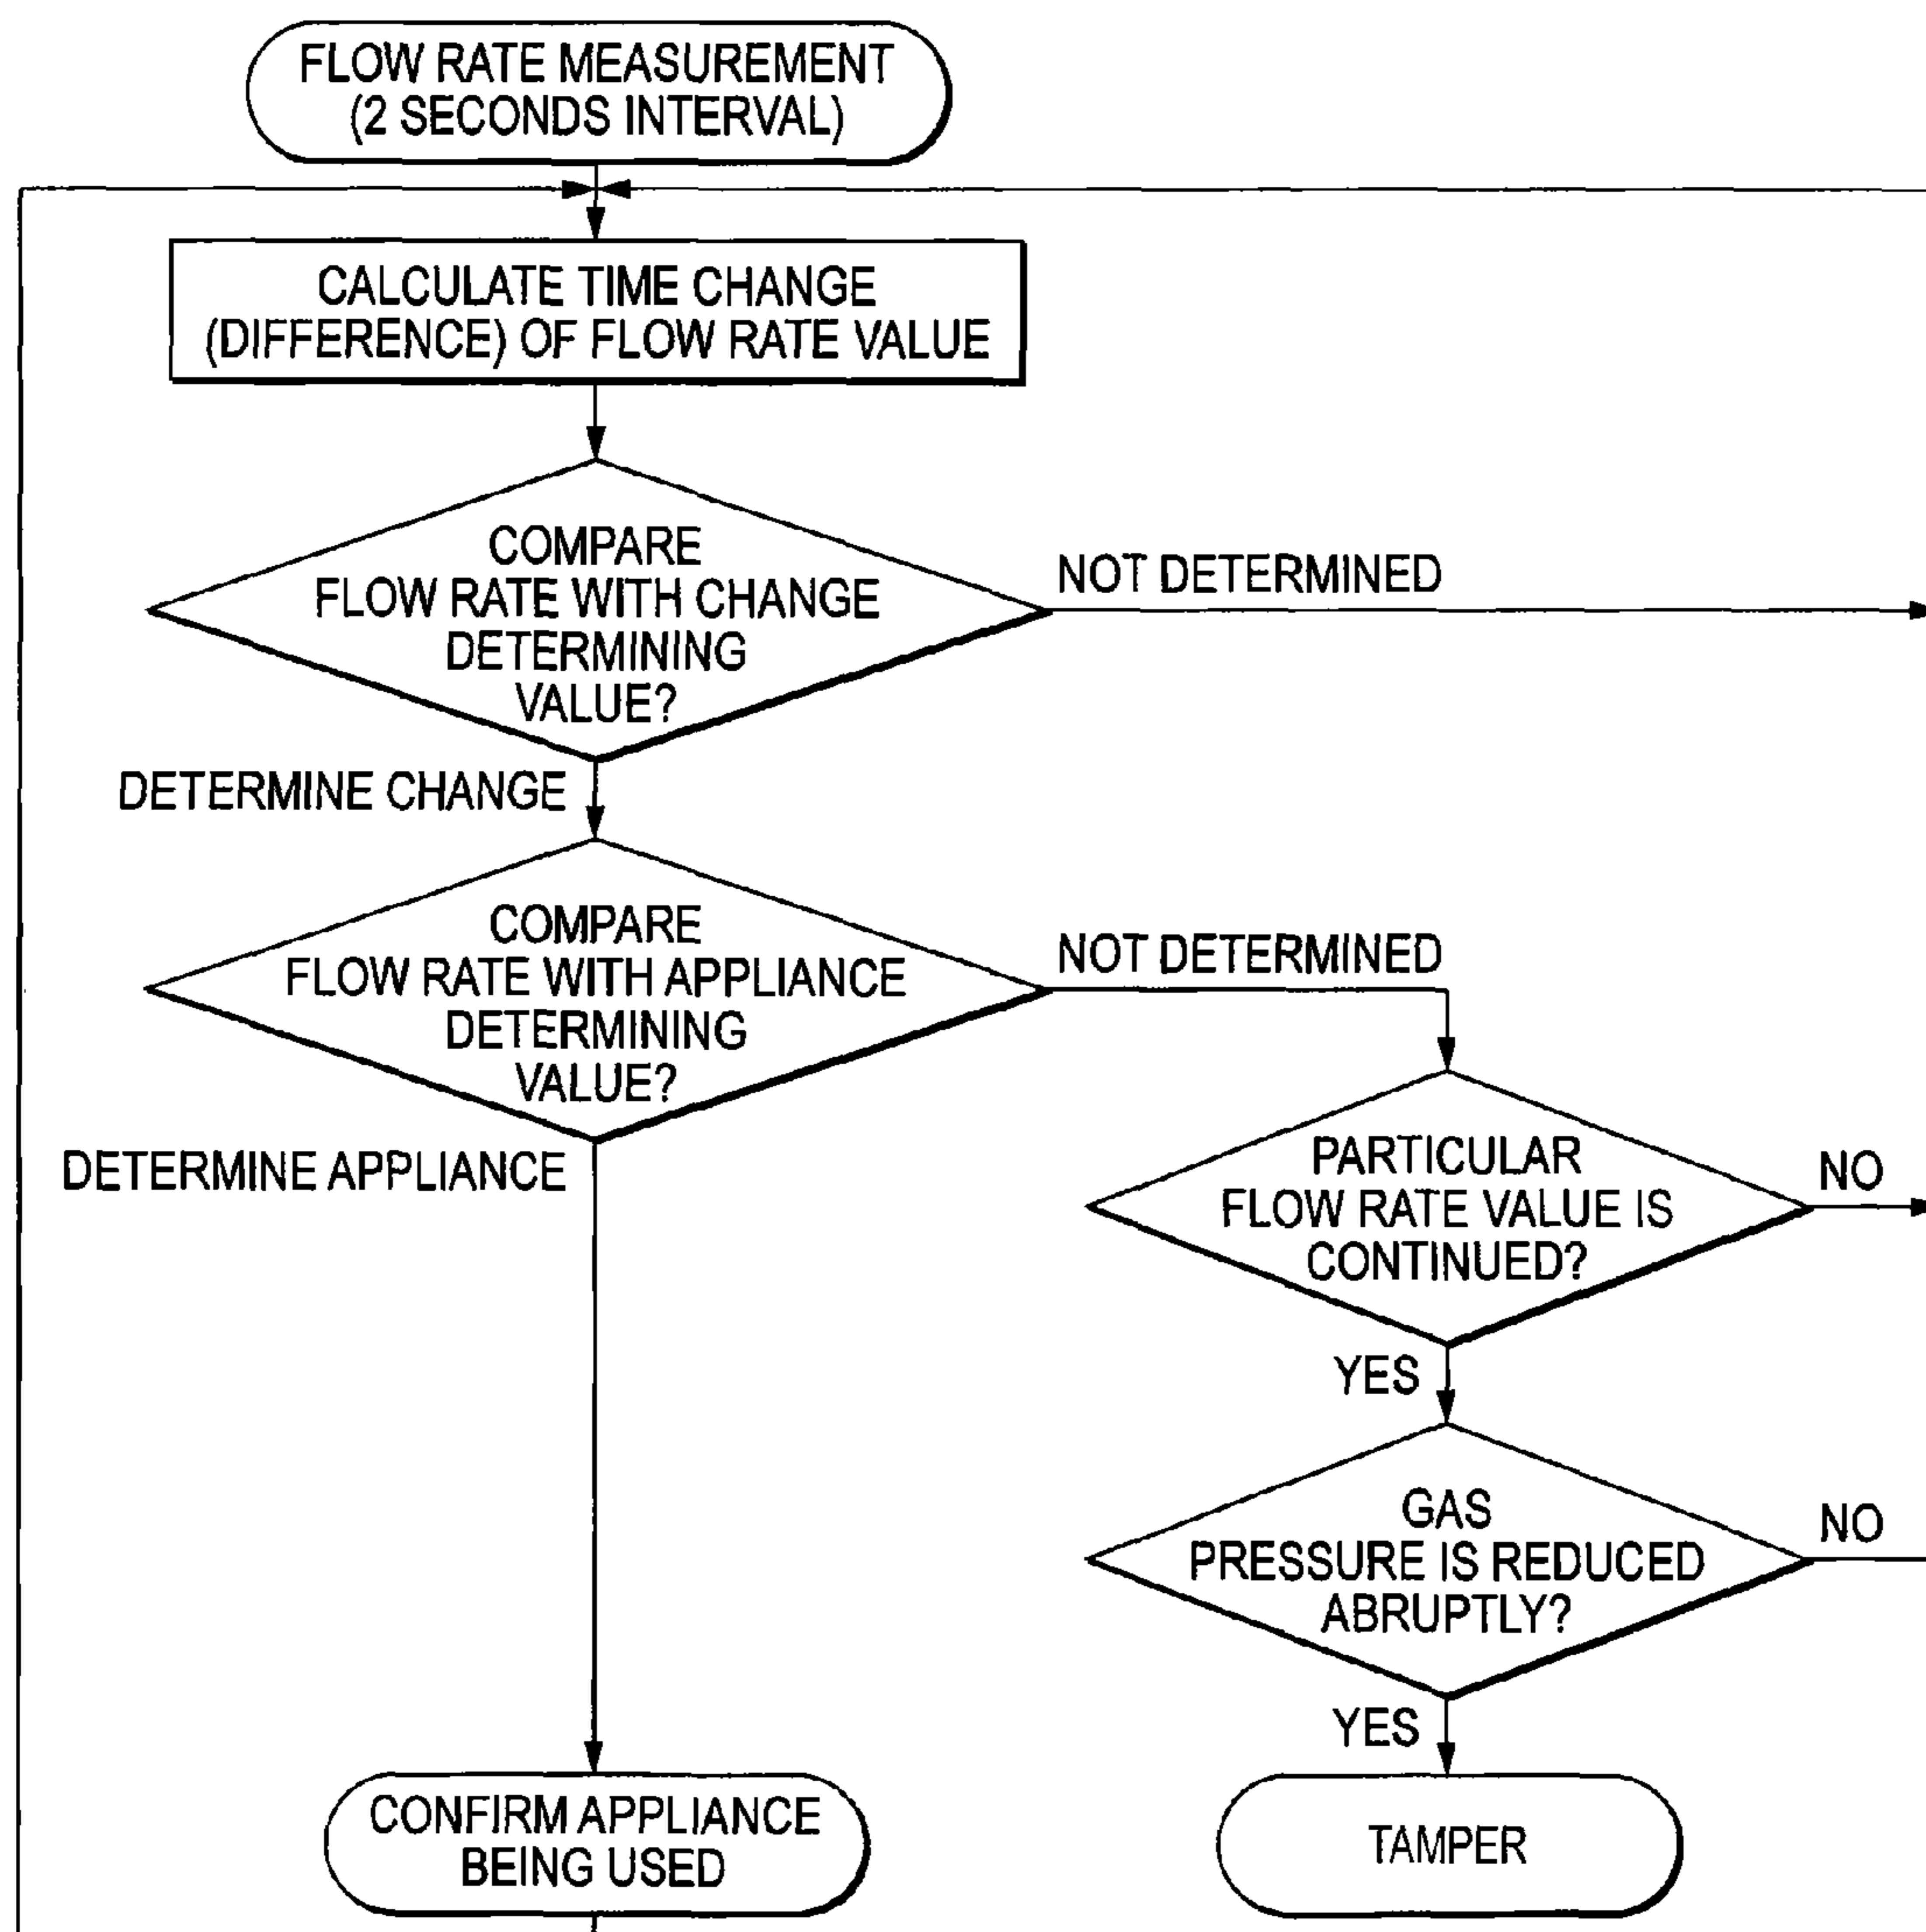 FLOW RATE MEASUREMENT
(2 SECONDS INTERVAL)
CALCULATE TIME CHANGE
(DIFFERENCE) OF FLOW RATE VALUE
COMPARE
FLOW RATE WITH CHANGE
DETERMINING
VALUE?
NOT DETERMINED
DETERMINE CHANGE
COMPARE
FLOW RATE WITH APPLIANCE
DETERMINING
VALUE?
NOT DETERMINED
DETERMINE APPLIANCE
PARTICULAR
FLOW RATE VALUE IS
CONTINUED?
NO
YES
GAS
PRESSURE IS REDUCED
ABRUPTLY?
NO
YES
CONFIRM APPLIANCE
BEING USED
TAMPER